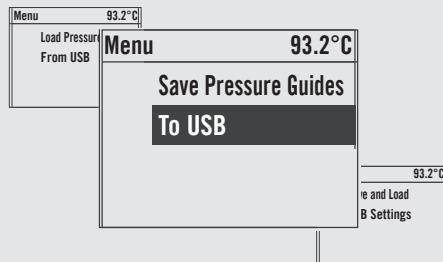 Menu 93.2°C
Load Pressure
From USB
Menu 93.2°C
Save Pressure Guides
To USB
93.2°C
and Load
Settings